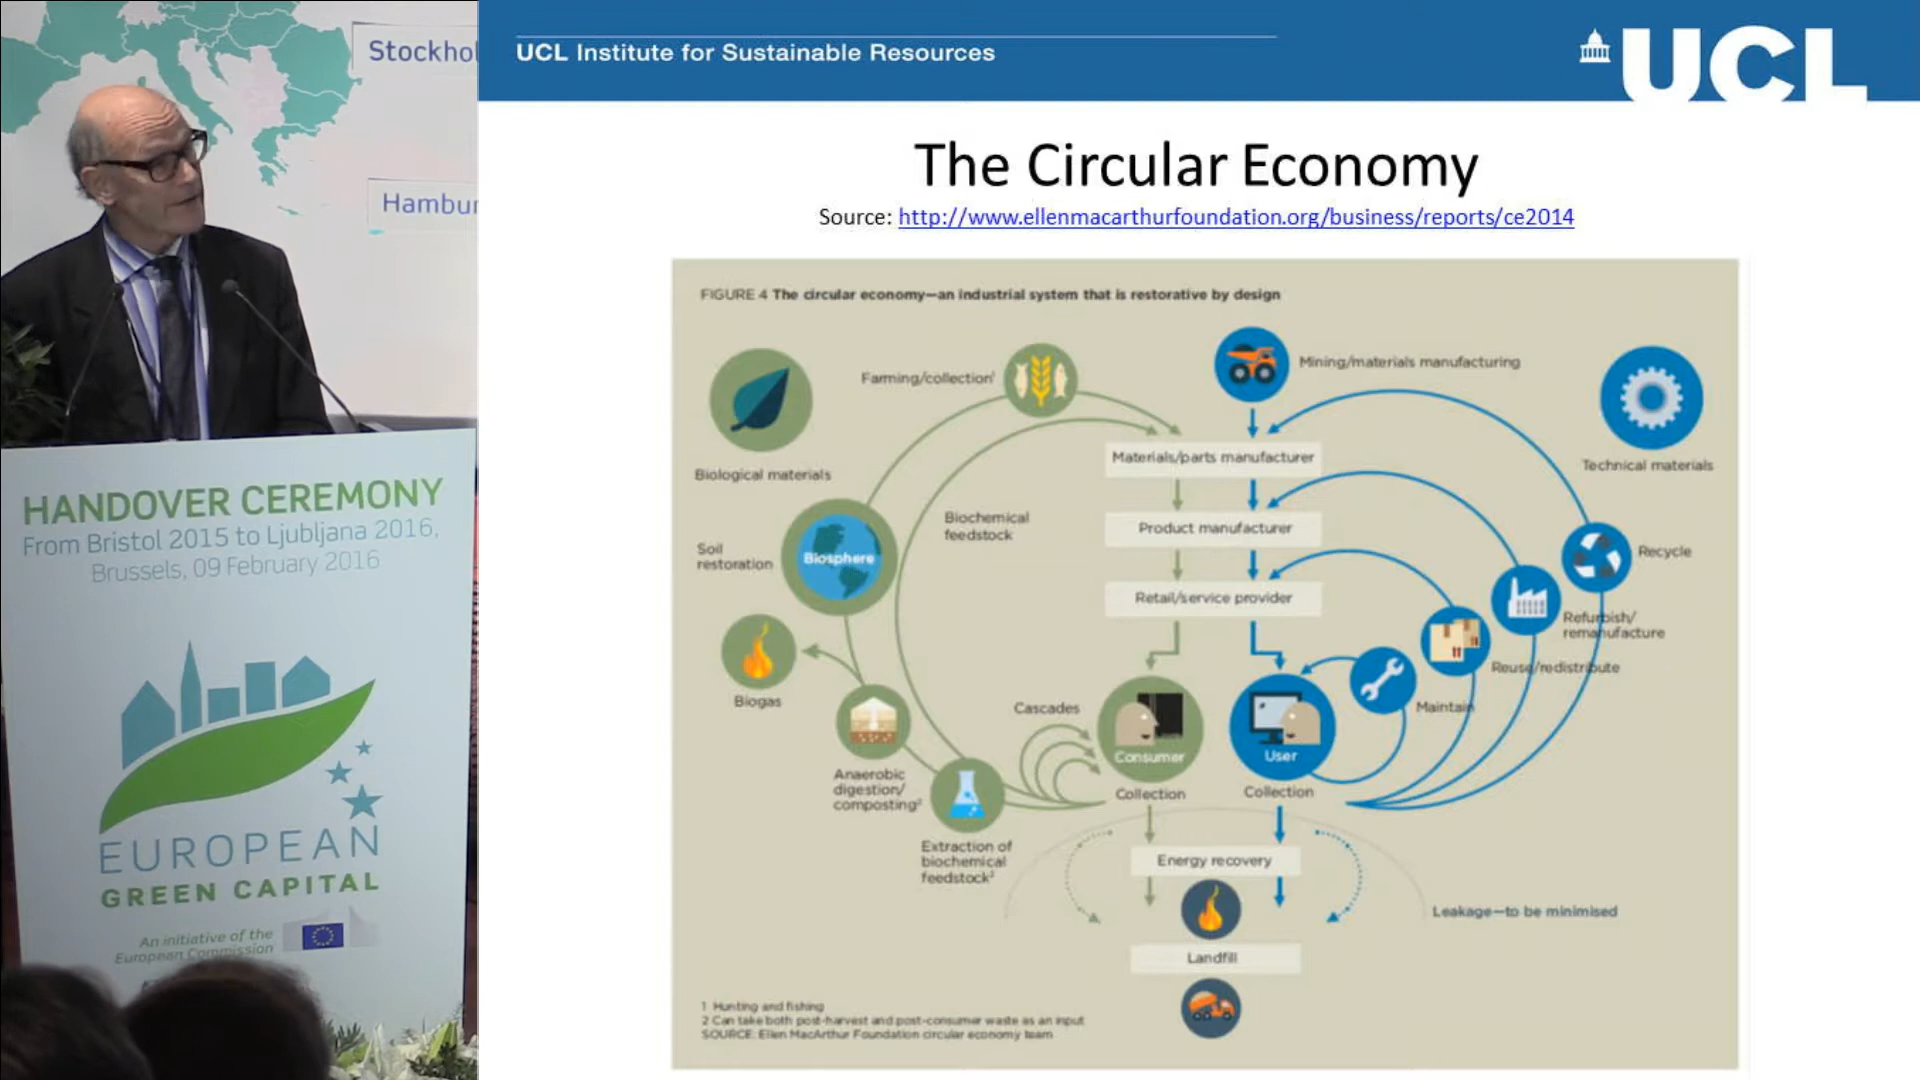 Stockhol
Hambur
HANDOVER CEREMONY
From Bristol 2015 to Ljubljana 2016,
Brussels, 09 February 2016
EUROPEAN
GREEN CAPITAL
An initiative of the
European Commission
UCL Institute for Sustainable Resources
UCL
The Circular Economy
Source: http://www.ellenmacarthurfoundation.org/business/reports/ce2014
FIGURE 4 The circular economy—an industrial system that is restorative by design
Biological materials
Farming/collection¹
Mining/materials manufacturing
Technical materials
Materials/parts manufacturer
Biochemical
feedstock
Product manufacturer
Soil
restoration
Biosphere
Recycle
Retail/service provider
Refurbish/
remanufacture
Reuse/redistribute
Biogas
Cascades
Maintain
Consumer
User
Anaerobic
digestion/
composting²
Collection
Collection
Extraction of
biochemical
feedstock²
Energy recovery
Leakage—to be minimised
Landfill
1 Hunting and fishing
2 Can take both post-harvest and post-consumer waste as an input
SOURCE: Ellen MacArthur Foundation circular economy team